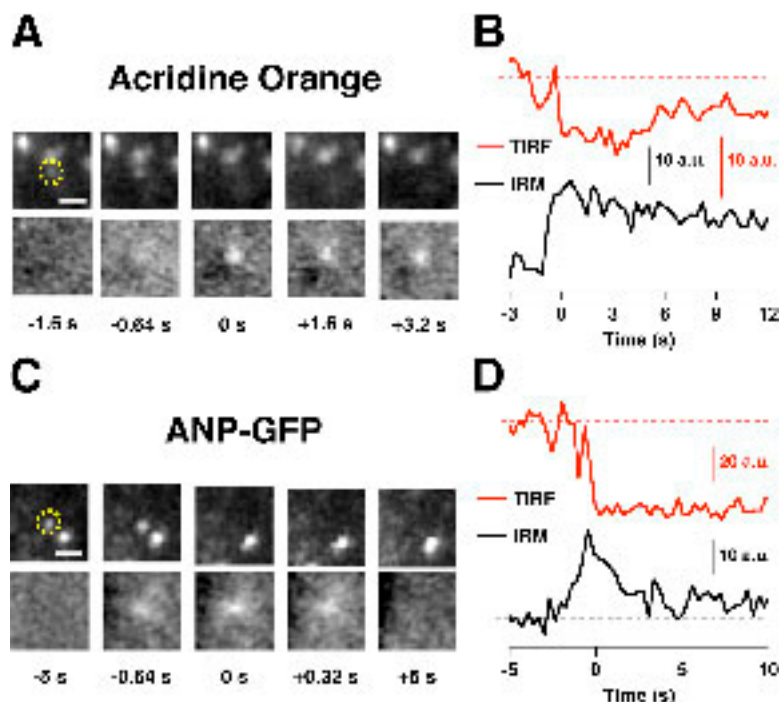 A
Acridine Orange
-1.6 s
-0.64 s
0 s
+1.6 s
+3.2 s
B
TIRF
IRM
10 a.u.
10 a.u.
-3
0
3
6
9
12
Time (s)
C
ANP-GFP
-5 s
-0.64 s
0 s
+0.32 s
+5 s
D
20 a.u.
TIRF
IRM
10 a.u.
-5
0
5
10
Time (s)